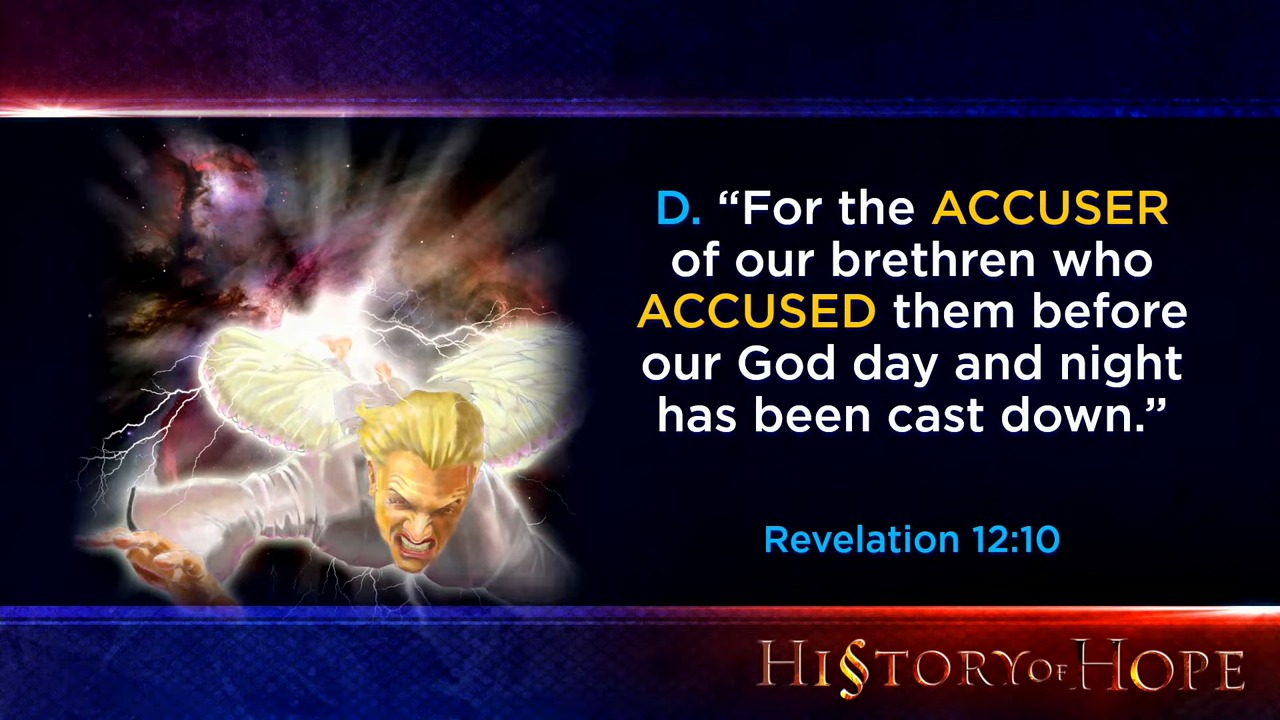 D. “For the ACCUSER
of our brethren who
ACCUSED them before
our God day and night
has been cast down.”
Revelation 12:10
HISTORY OF HOPE